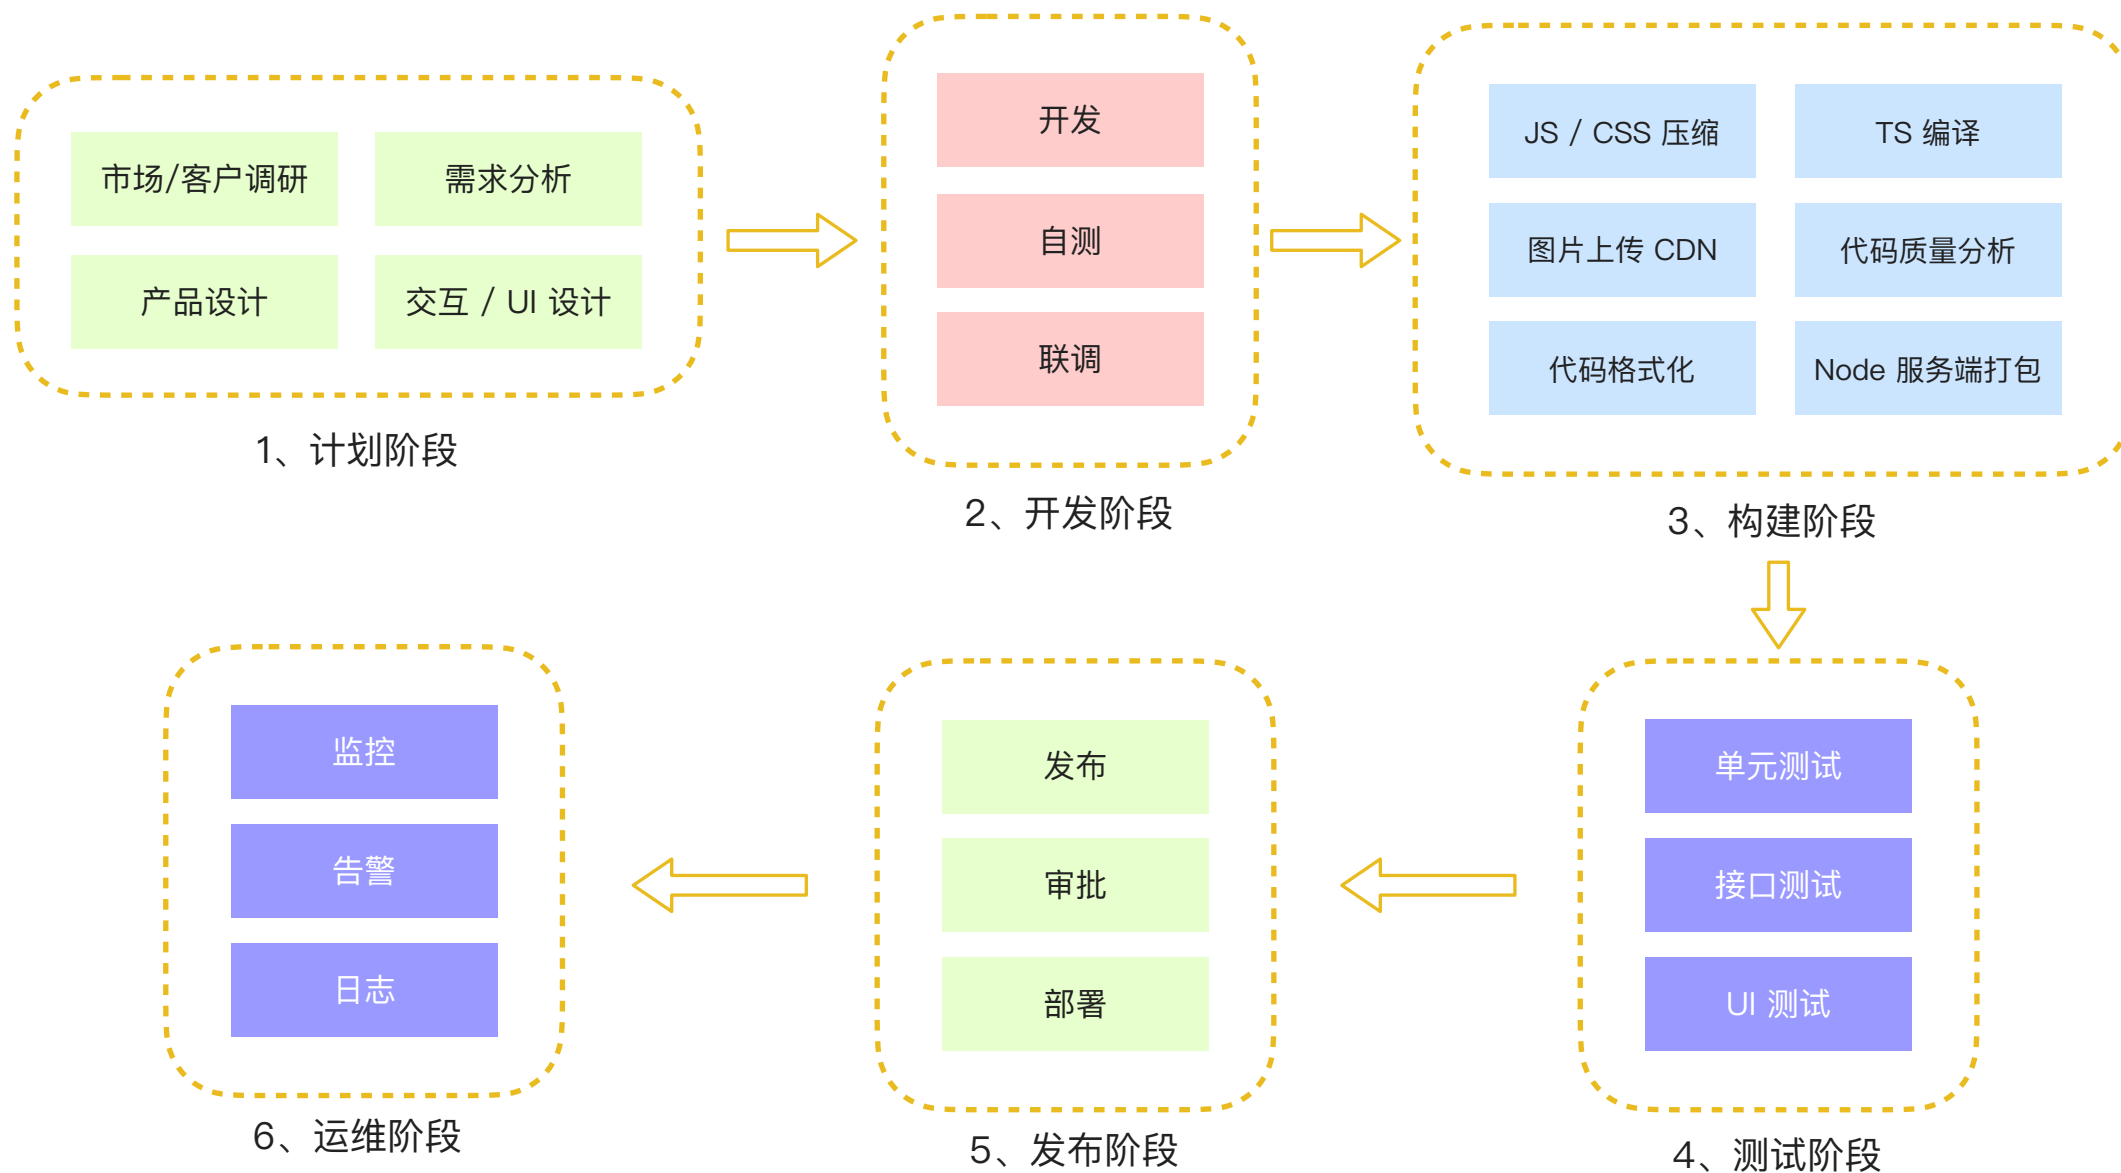 市场/客户调研
需求分析
产品设计
交互 / UI 设计
1、计划阶段
开发
自测
联调
2、开发阶段
JS / CSS 压缩
TS 编译
图片上传 CDN
代码质量分析
代码格式化
Node 服务端打包
3、构建阶段
单元测试
接口测试
UI 测试
4、测试阶段
发布
审批
部署
5、发布阶段
监控
告警
日志
6、运维阶段